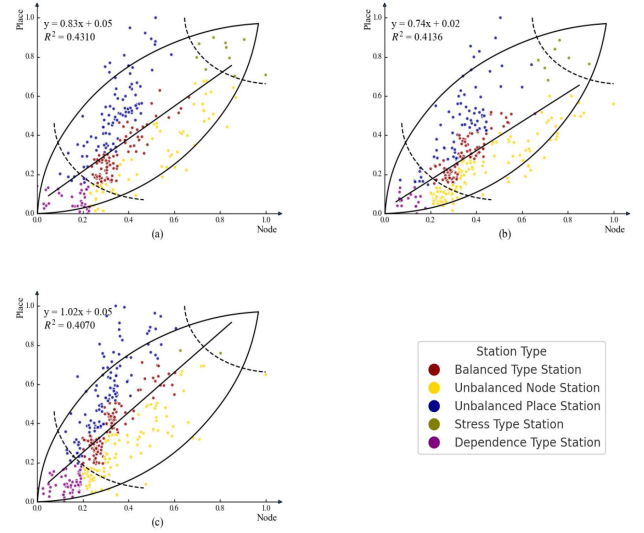 Place
y = 0.83x + 0.05
R² = 0.4310
1.0
0.8
0.6
0.4
0.2
0.0
0.0 0.2 0.4 0.6 0.8 1.0
Node
(a)
Place
y = 0.74x + 0.02
R² = 0.4136
1.0
0.8
0.6
0.4
0.2
0.0
0.0 0.2 0.4 0.6 0.8 1.0
Node
(b)
Place
y = 1.02x + 0.05
R² = 0.4070
1.0
0.8
0.6
0.4
0.2
0.0
0.0 0.2 0.4 0.6 0.8 1.0
Node
(c)
Station Type
Balanced Type Station
Unbalanced Node Station
Unbalanced Place Station
Stress Type Station
Dependence Type Station